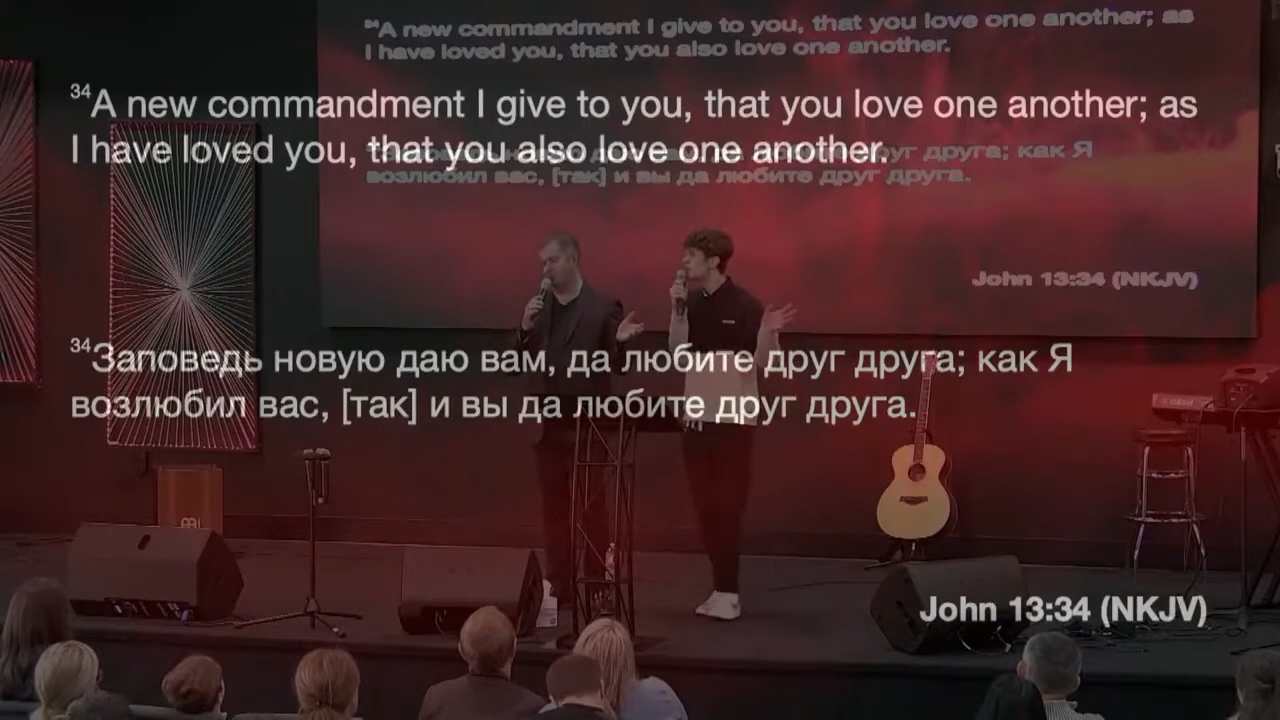 ³⁴A new commandment I give to you, that you love one another; as
I have loved you, that you also love one another.
³⁴A new commandment I give to you, that you love one another; as
I have loved you, that you also love one another.
друг друга; как Я
возлюбил вас, [так] и вы да любите друг друга.
John 13:34 (NKJV)
³⁴Заповедь новую даю вам, да любите друг друга; как Я
возлюбил вас, [так] и вы да любите друг друга.
John 13:34 (NKJV)